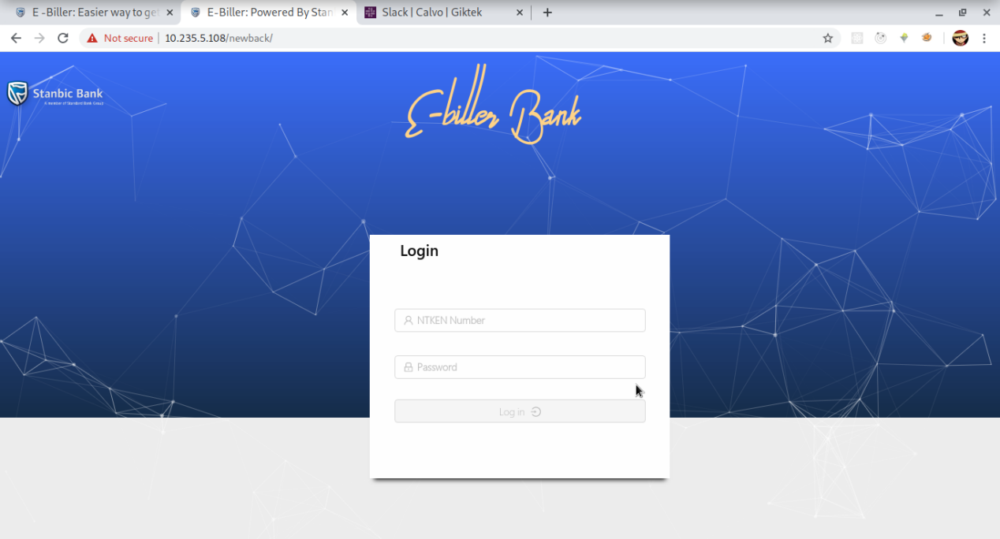 E -Biller: Easier way to get
E-Biller: Powered By Stan
Slack | Calvo | Giktek
Not secure
10.235.5.108/newback/
Stanbic Bank
A member of Standard Bank Group
E-biller Bank
Login
NTKEN Number
Password
Log in